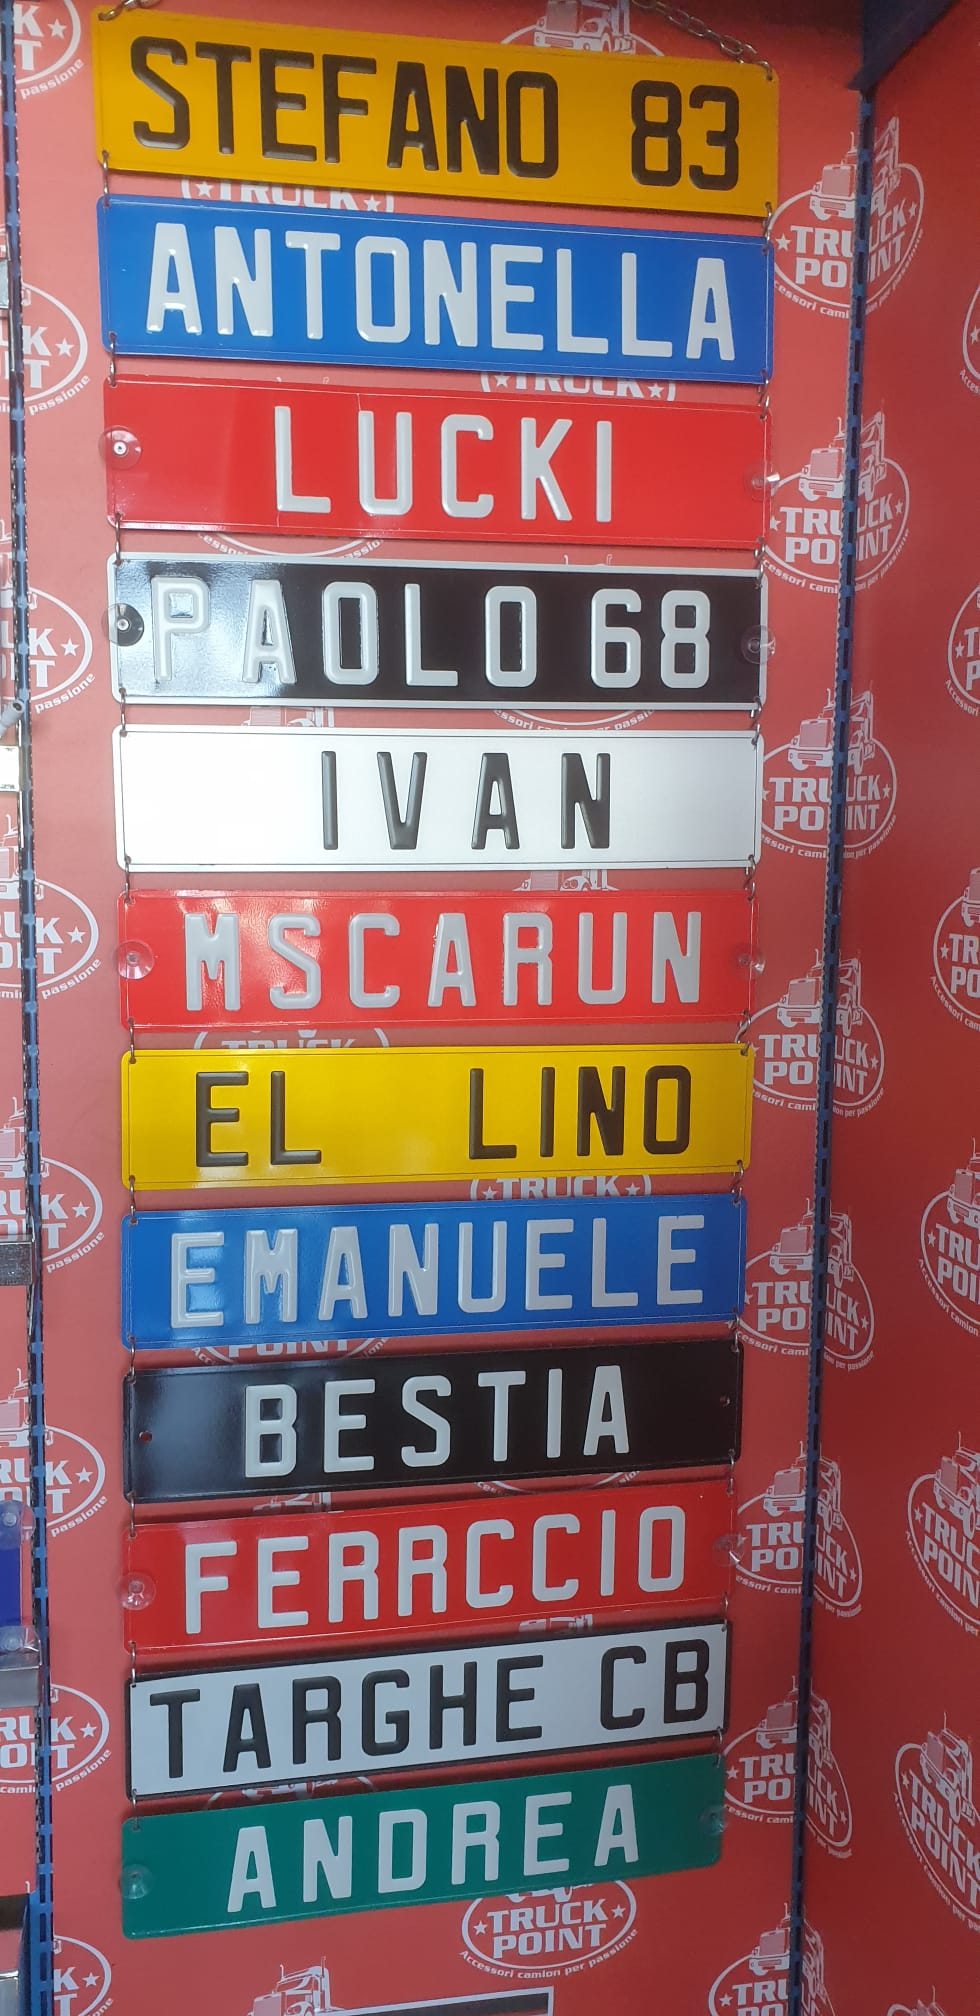 STEFANO 83
ANTONELLA
LUCKI
PAOLO 68
IVAN
MSCARUN
EL LINO
EMANUELE
BESTIA
FERRCCIO
TARGHE CB
ANDREA
TRUCK
POINT
Accessori camion per passione